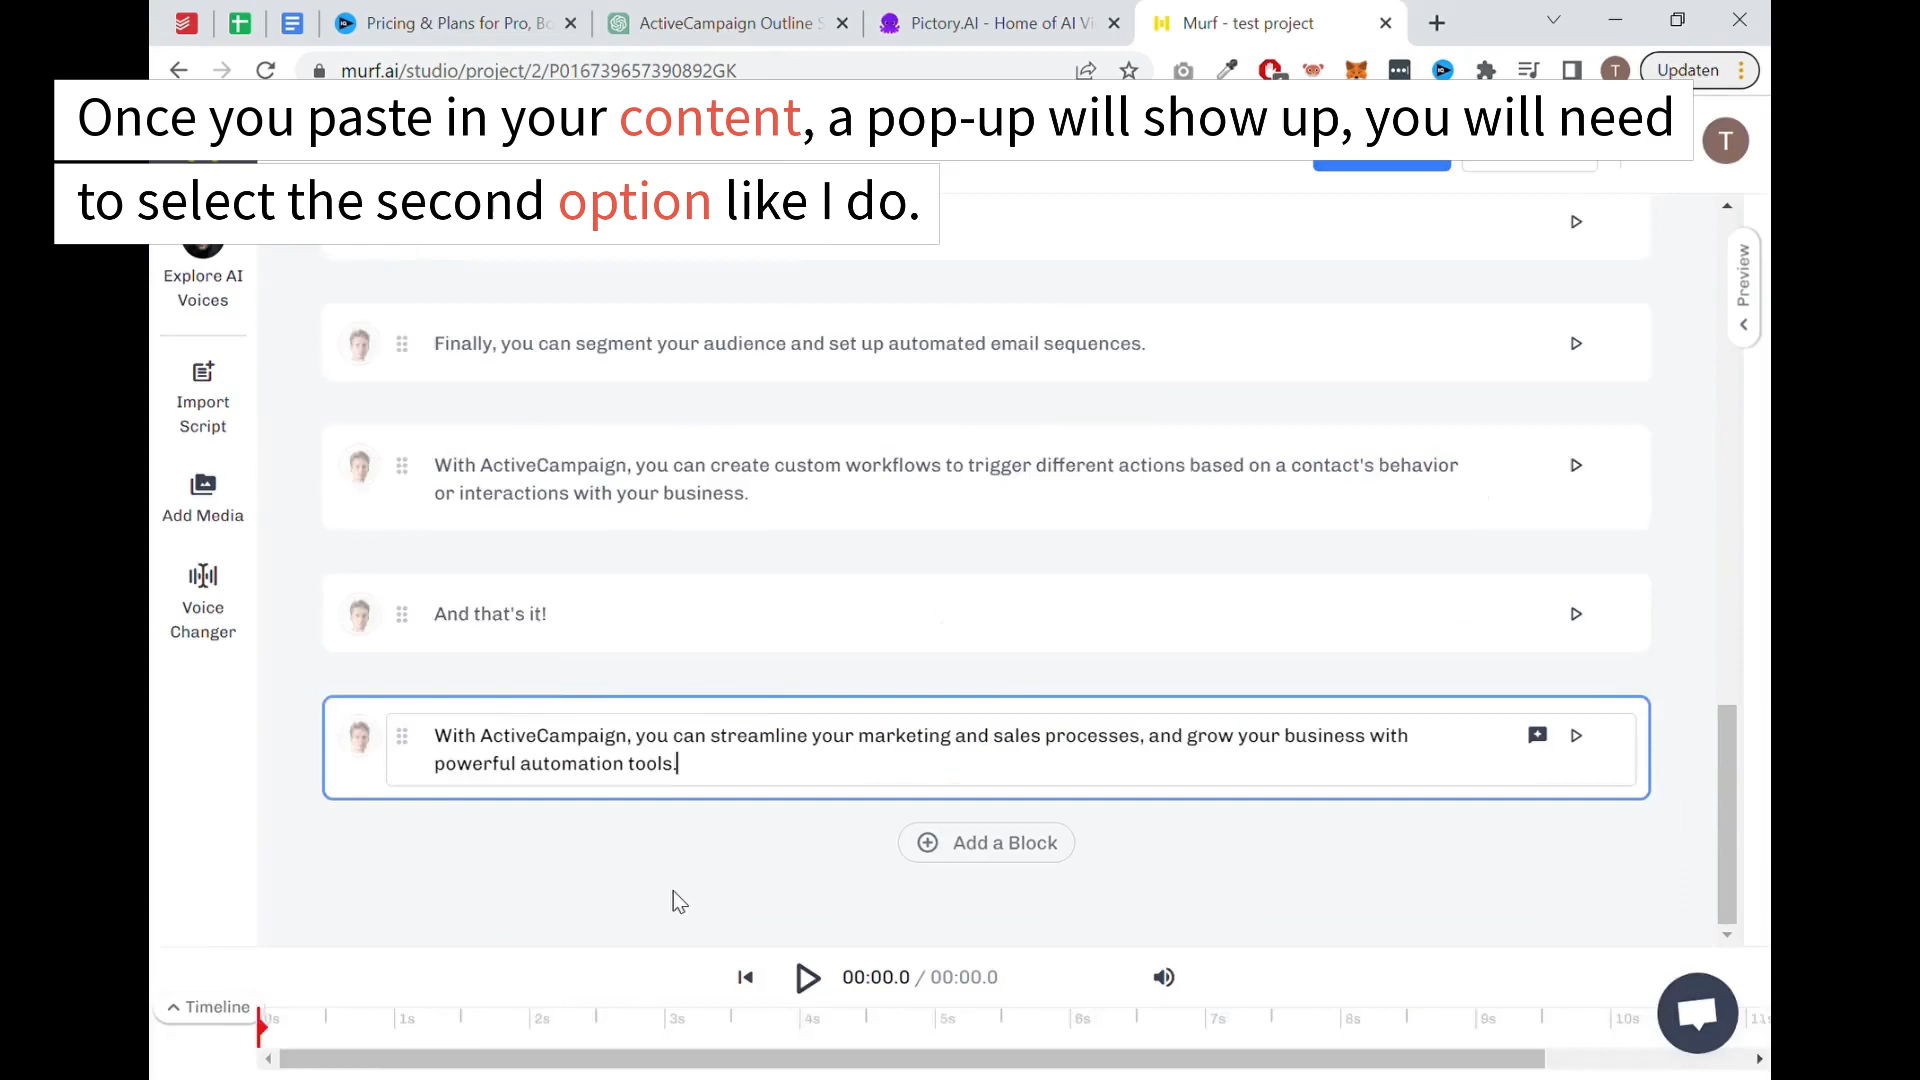 Pricing & Plans for Pro, Bo
ActiveCampaign Outline S
Pictory.AI - Home of AI Vi
Murf - test project
murf.ai/studio/project/2/P016739657390892GK
T
Updaten
Once you paste in your content, a pop-up will show up, you will need
to select the second option like I do.
T
Explore AI
Voices
Preview
Finally, you can segment your audience and set up automated email sequences.
Import
Script
With ActiveCampaign, you can create custom workflows to trigger different actions based on a contact's behavior
or interactions with your business.
Add Media
Voice
Changer
And that's it!
With ActiveCampaign, you can streamline your marketing and sales processes, and grow your business with
powerful automation tools.
Add a Block
00:00.0 / 00:00.0
Timeline
0s 1s 2s 3s 4s 5s 6s 7s 8s 9s 10s 11s